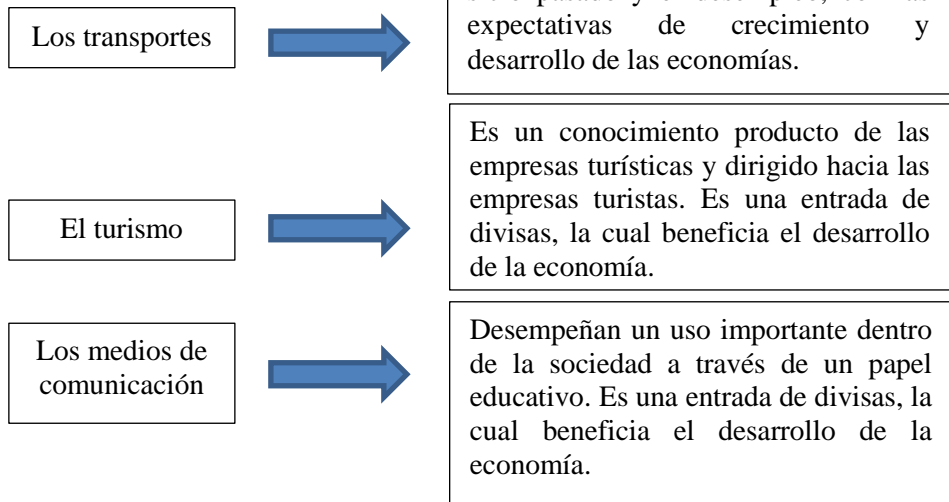 Los transportes
expectativas de crecimiento y
desarrollo de las economías.
El turismo
Es un conocimiento producto de las
empresas turísticas y dirigido hacia las
empresas turistas. Es una entrada de
divisas, la cual beneficia el desarrollo
de la economía.
Los medios de
comunicación
Desempeñan un uso importante dentro
de la sociedad a través de un papel
educativo. Es una entrada de divisas, la
cual beneficia el desarrollo de la
economía.